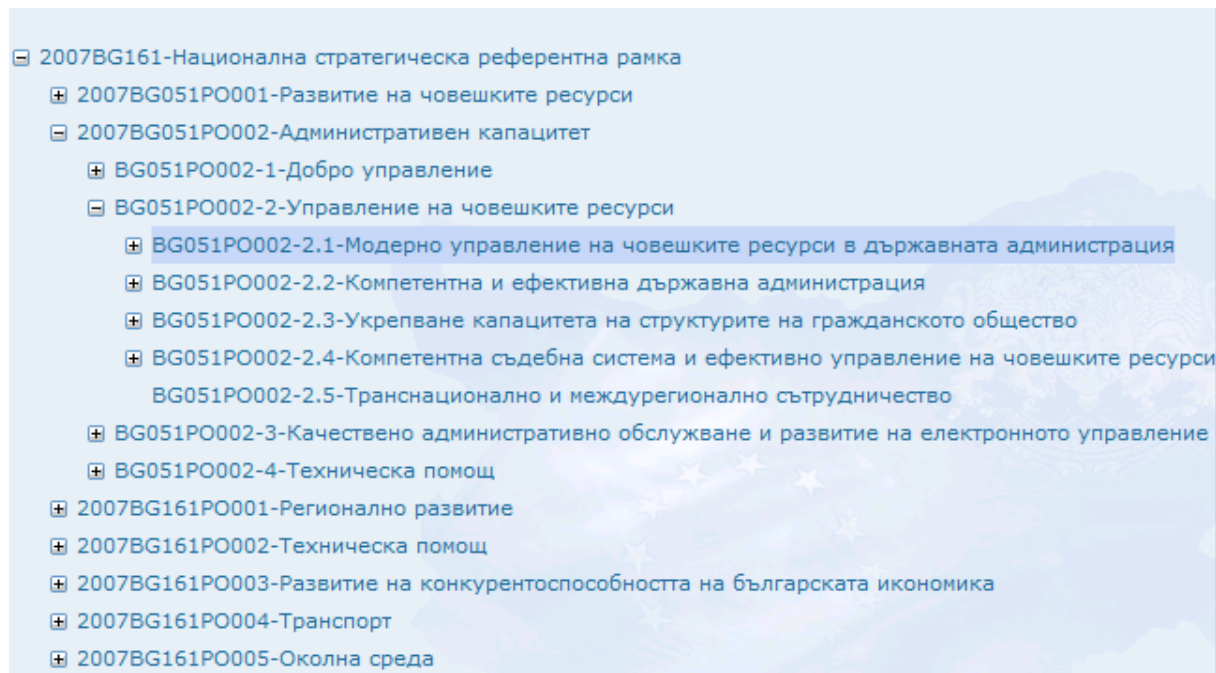 2007BG161-Национална стратегическа референтна рамка
2007BG051PO001-Развитие на човешките ресурси
2007BG051PO002-Административен капацитет
BG051PO002-1-Добро управление
BG051PO002-2-Управление на човешките ресурси
BG051PO002-2.1-Модерно управление на човешките ресурси в държавната администрация
BG051PO002-2.2-Компетентна и ефективна държавна администрация
BG051PO002-2.3-Укрепване капацитета на структурите на гражданското общество
BG051PO002-2.4-Компетентна съдебна система и ефективно управление на човешките ресурси
BG051PO002-2.5-Транснационално и междурегионално сътрудничество
BG051PO002-3-Качествено административно обслужване и развитие на електронното управление
BG051PO002-4-Техническа помощ
2007BG161PO001-Регионално развитие
2007BG161PO002-Техническа помощ
2007BG161PO003-Развитие на конкурентоспособността на българската икономика
2007BG161PO004-Транспорт
2007BG161PO005-Околна среда